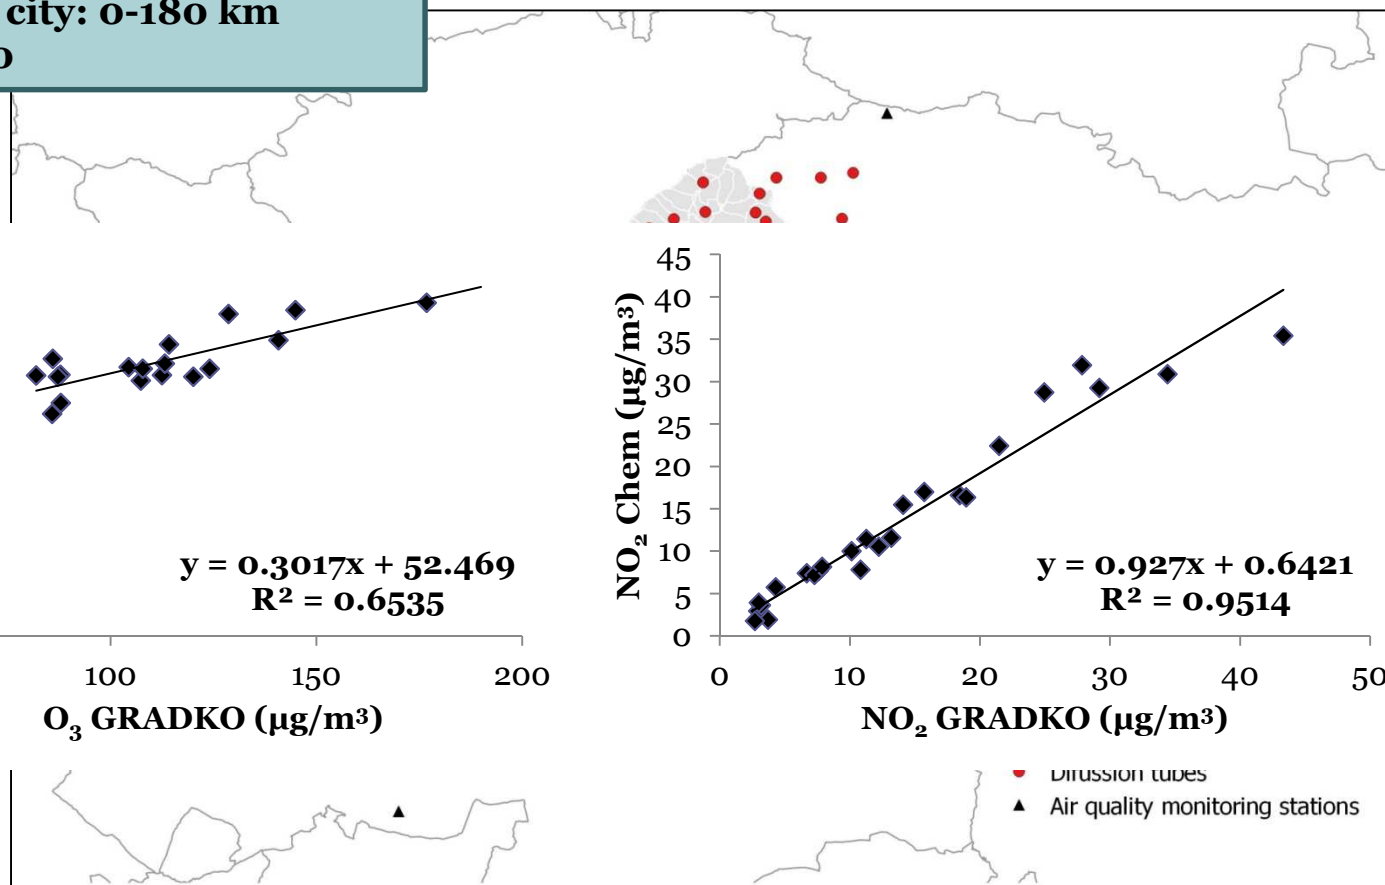 city: 0-180 km
y = 0.3017x + 52.469
R² = 0.6535
100
150
200
O₃ GRADKO (µg/m³)
NO₂ Chem (µg/m³)
45
40
35
30
25
20
15
10
5
0
y = 0.927x + 0.6421
R² = 0.9514
0
10
20
30
40
50
NO₂ GRADKO (µg/m³)
Difussion tubes
Air quality monitoring stations